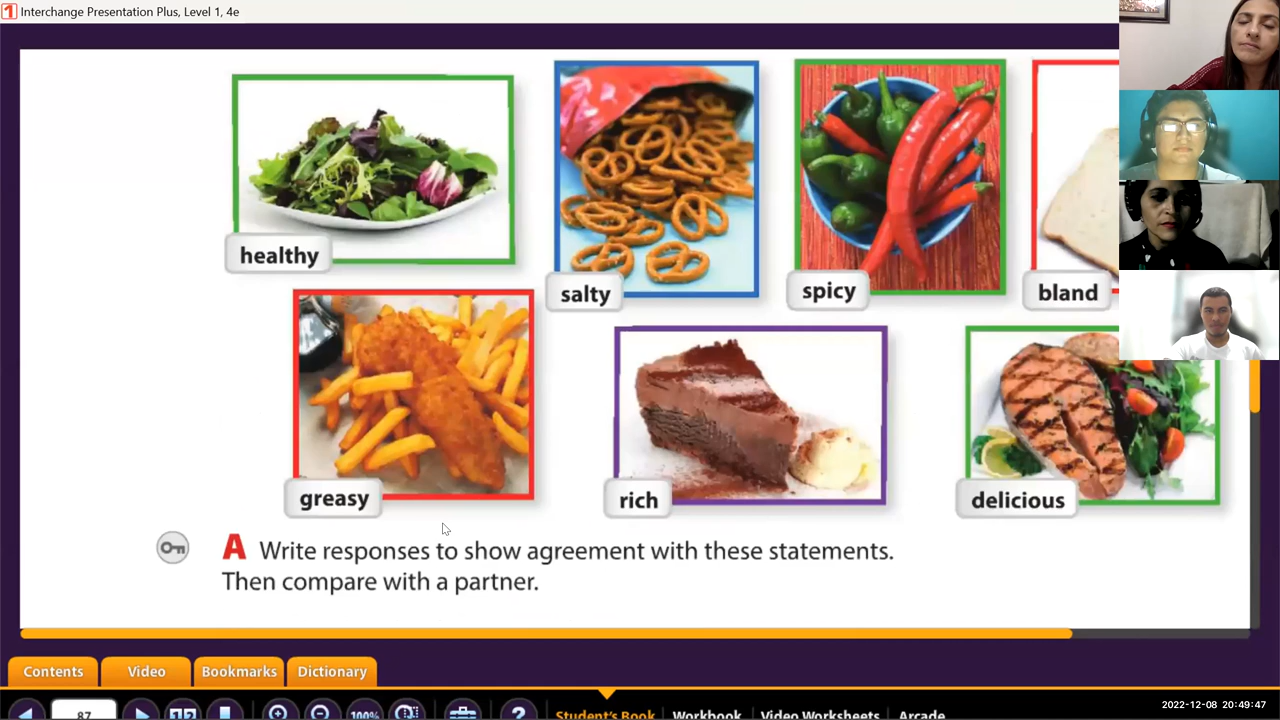 Interchange Presentation Plus, Level 1, 4e
healthy
salty
spicy
bland
greasy
rich
delicious
A Write responses to show agreement with these statements.
Then compare with a partner.
Contents Video Bookmarks Dictionary
87 100% ? Student's Book Workbook Video Worksheets Arcade
2022-12-08 20:49:47